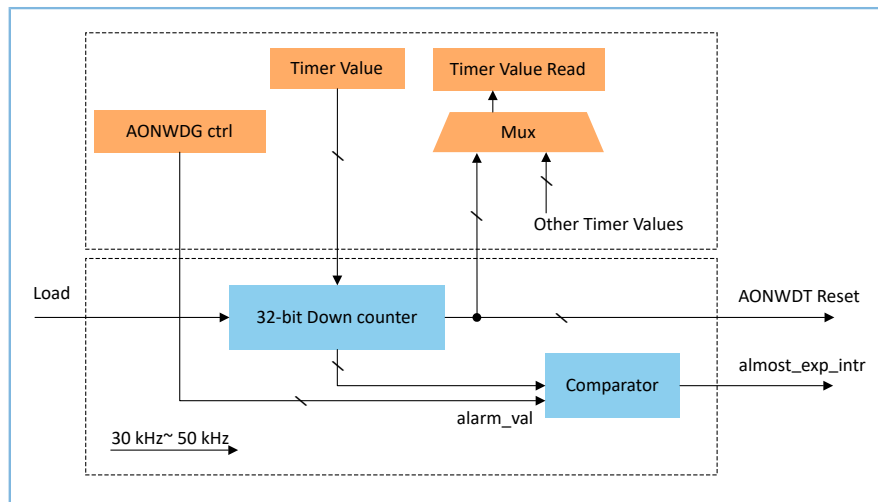 Timer Value
Timer Value Read
AONWDG ctrl
Mux
Other Timer Values
Load
32-bit Down counter
AONWDT Reset
Comparator
almost_exp_intr
alarm_val
30 kHz~ 50 kHz